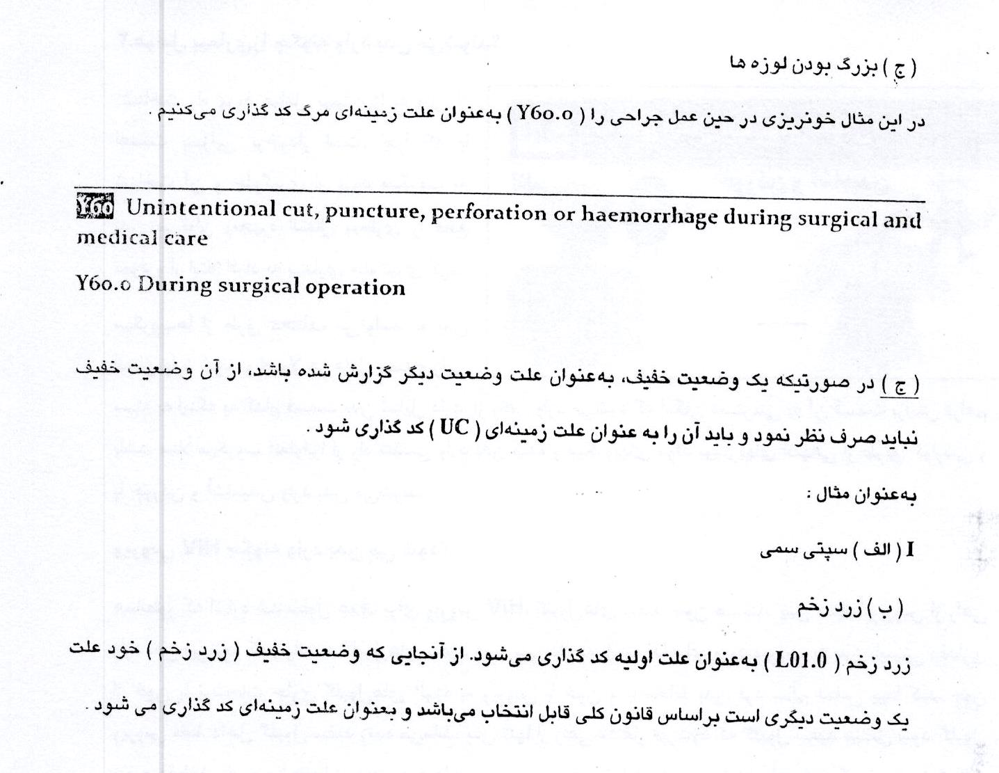 ( ج ) بزرگ بودن لوزه ها
در این مثال خونریزی در حین عمل جراحی را ( Y60.0 ) به‌عنوان علت زمینه‌ای مرگ کد گذاری می‌کنیم .
Y60 Unintentional cut, puncture, perforation or haemorrhage during surgical and
medical care
Y60.0 During surgical operation
( ج ) در صورتیکه یک وضعیت خفیف، به‌عنوان علت وضعیت دیگر گزارش شده باشد، از آن وضعیت خفیف
نباید صرف نظر نمود و باید آن را به عنوان علت زمینه‌ای ( UC ) کد گذاری شود .
به‌عنوان مثال :
I ( الف ) سپتی سمی
( ب ) زرد زخم
زرد زخم ( L01.0 ) به‌عنوان علت اولیه کد گذاری می‌شود. از آنجایی که وضعیت خفیف ( زرد زخم ) خود علت
یک وضعیت دیگری است براساس قانون کلی قابل انتخاب می‌باشد و بعنوان علت زمینه‌ای کد گذاری می شود .